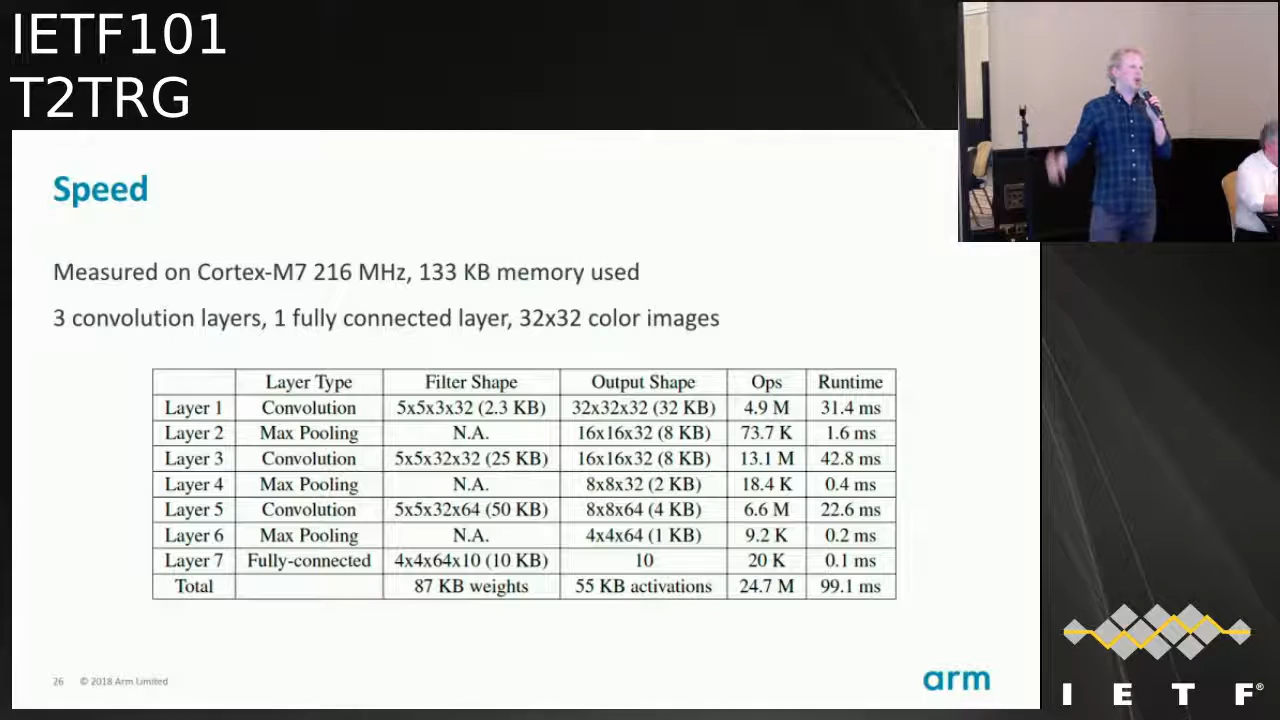 IETF101
T2TRG
Speed
Measured on Cortex-M7 216 MHz, 133 KB memory used
3 convolution layers, 1 fully connected layer, 32x32 color images
Layer Type Filter Shape Output Shape Ops Runtime
Layer 1 Convolution 5x5x3x32 (2.3 KB) 32x32x32 (32 KB) 4.9 M 31.4 ms
Layer 2 Max Pooling N.A. 16x16x32 (8 KB) 73.7 K 1.6 ms
Layer 3 Convolution 5x5x32x32 (25 KB) 16x16x32 (8 KB) 13.1 M 42.8 ms
Layer 4 Max Pooling N.A. 8x8x32 (2 KB) 18.4 K 0.4 ms
Layer 5 Convolution 5x5x32x64 (50 KB) 8x8x64 (4 KB) 6.6 M 22.6 ms
Layer 6 Max Pooling N.A. 4x4x64 (1 KB) 9.2 K 0.2 ms
Layer 7 Fully-connected 4x4x64x10 (10 KB) 10 20 K 0.1 ms
Total 87 KB weights 55 KB activations 24.7 M 99.1 ms
26 © 2018 Arm Limited
arm
I E T F®